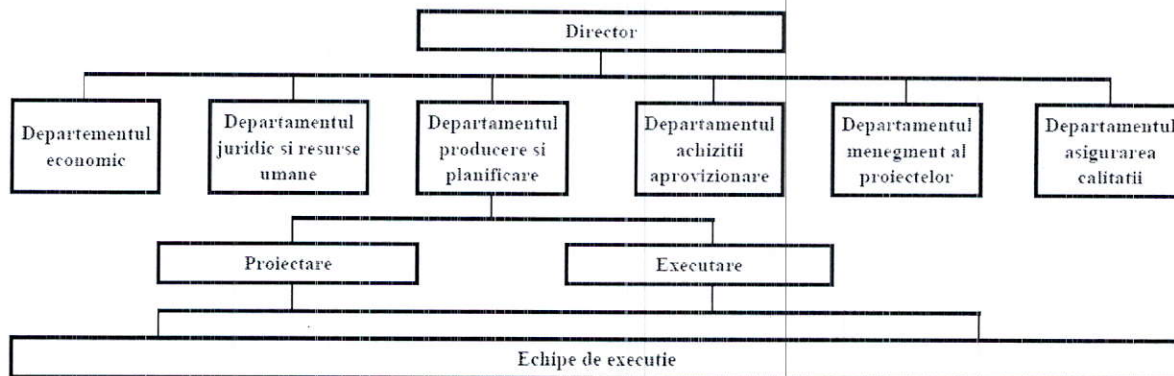 Director
Departementul
economic
Departamentul
juridic si resurse
umane
Departamentul
producere si
planificare
Departamentul
achizitii
aprovizionare
Departamentul
menegment al
proiectelor
Departamentul
asigurarea
calitatii
Proiectare
Executare
Echipe de executie